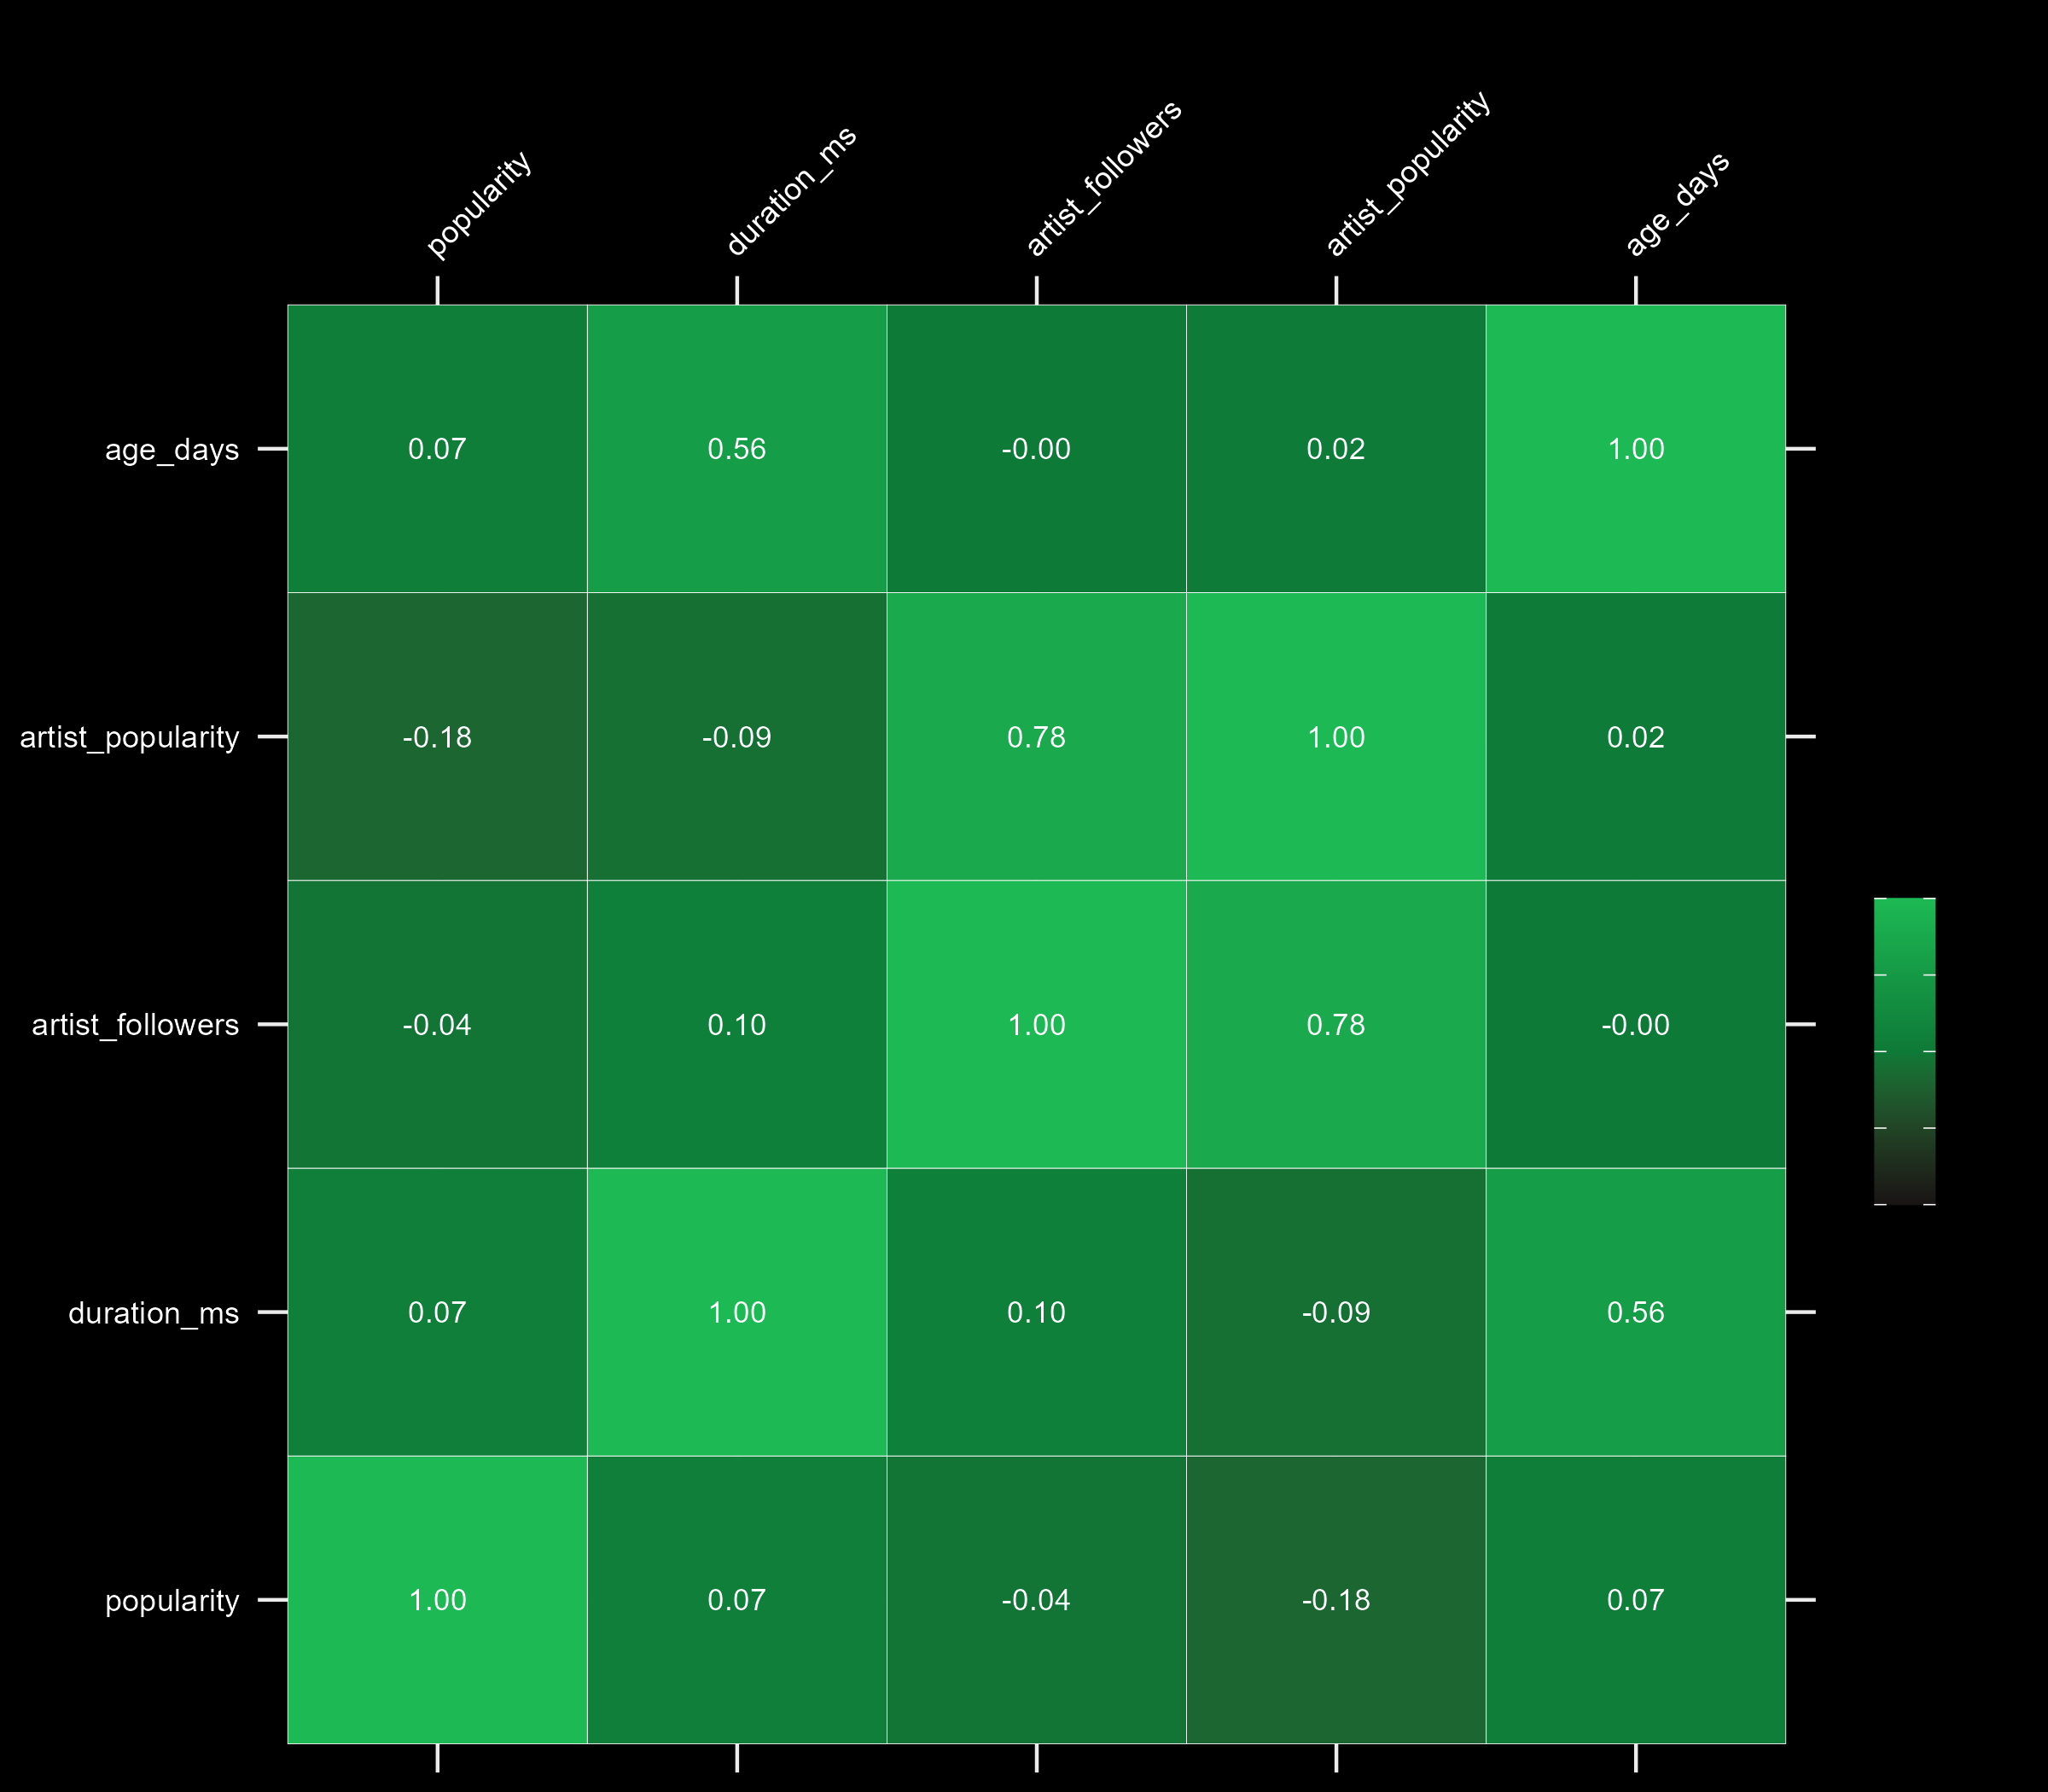 popularity
duration_ms
artist_followers
artist_popularity
age_days
age_days 0.07 0.56 -0.00 0.02 1.00
artist_popularity -0.18 -0.09 0.78 1.00 0.02
artist_followers -0.04 0.10 1.00 0.78 -0.00
duration_ms 0.07 1.00 0.10 -0.09 0.56
popularity 1.00 0.07 -0.04 -0.18 0.07